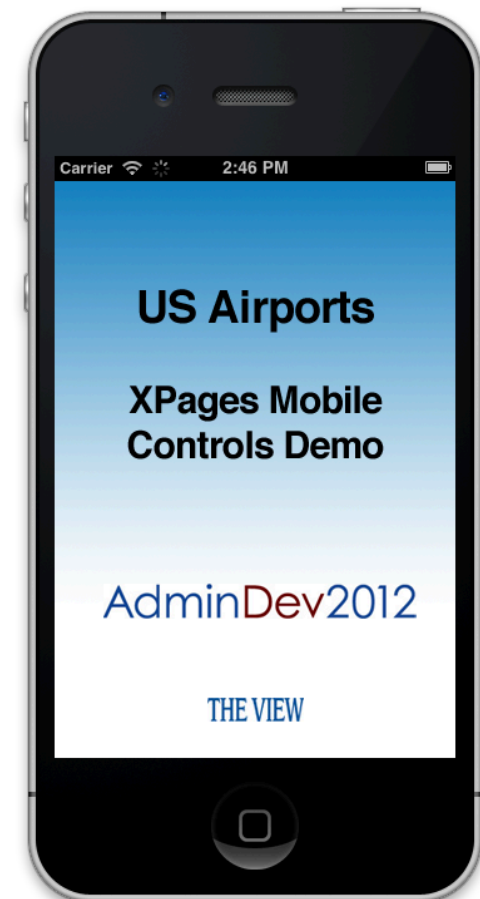 Carrier 2:46 PM
US Airports
XPages Mobile
Controls Demo
AdminDev2012
THE VIEW